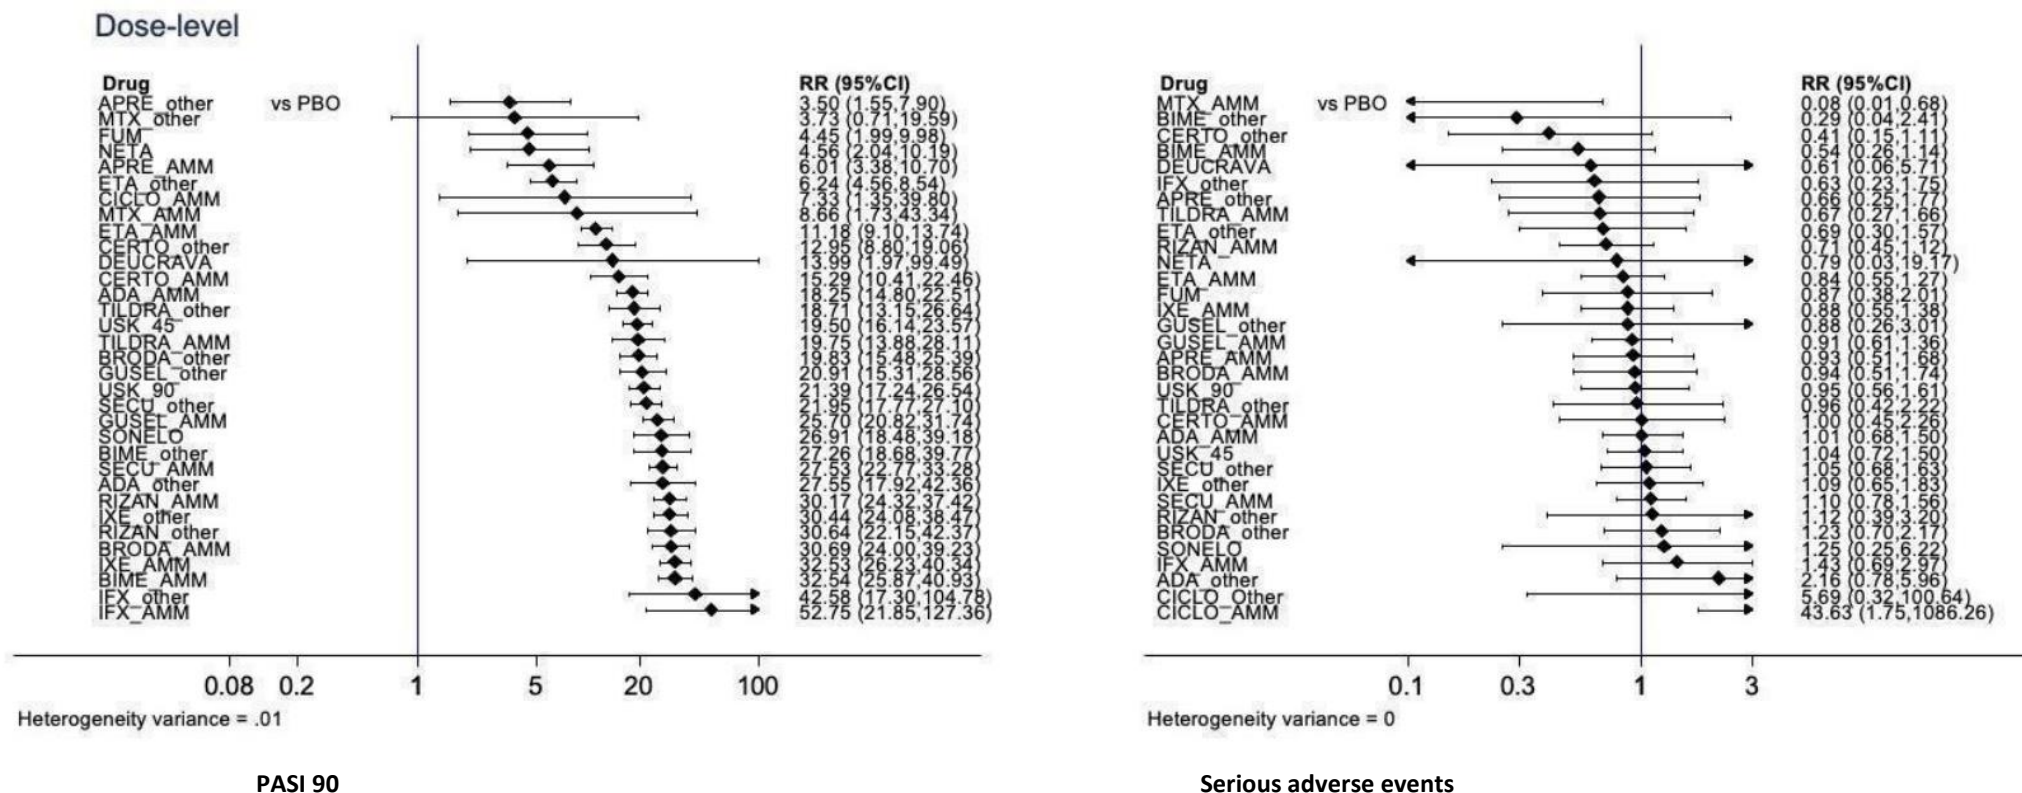 Dose-level
Drug RR (95%CI)
APRE_other vs PBO 3.50 (1.55,7.90)
MTX_other 3.73 (0.71,19.59)
FUM 4.45 (1.99,9.98)
NETA 4.56 (2.04,10.19)
APRE_AMM 6.01 (3.38,10.70)
ETA_other 6.24 (4.56,8.54)
CICLO_AMM 7.33 (1.35,39.80)
MTX_AMM 8.66 (1.73,43.34)
ETA_AMM 11.18 (9.10,13.74)
CERTO_other 12.95 (8.80,19.06)
DEUCRAVA 13.99 (1.97,99.49)
CERTO_AMM 15.29 (10.41,22.46)
ADA_AMM 18.25 (14.80,22.51)
TILDRA_other 18.71 (13.15,26.64)
USK_45 19.50 (16.14,23.57)
TILDRA_AMM 19.75 (13.88,28.11)
BRODA_other 19.83 (15.48,25.39)
GUSEL_other 20.91 (15.31,28.56)
USK_90 21.39 (17.24,26.54)
SECU_other 21.95 (17.77,27.10)
GUSEL_AMM 25.70 (20.82,31.74)
SONELO 26.91 (18.48,39.18)
BIME_other 27.26 (18.68,39.77)
SECU_AMM 27.53 (22.77,33.28)
ADA_other 27.55 (17.92,42.36)
RIZAN_AMM 30.17 (24.32,37.42)
IXE_other 30.44 (24.08,38.47)
RIZAN_other 30.64 (22.15,42.37)
BRODA_AMM 30.69 (24.00,39.23)
IXE_AMM 32.53 (26.23,40.34)
BIME_AMM 32.54 (25.87,40.93)
IFX_other 42.58 (17.30,104.78)
IFX_AMM 52.75 (21.85,127.36)
0.08 0.2 1 5 20 100
Heterogeneity variance = .01
PASI 90
Drug RR (95%CI)
MTX_AMM vs PBO 0.08 (0.01,0.68)
BIME_other 0.29 (0.04,2.41)
CERTO_other 0.41 (0.15,1.11)
BIME_AMM 0.54 (0.26,1.14)
DEUCRAVA 0.61 (0.06,5.71)
IFX_other 0.63 (0.23,1.75)
APRE_other 0.66 (0.25,1.77)
TILDRA_AMM 0.67 (0.27,1.66)
ETA_other 0.69 (0.30,1.57)
RIZAN_AMM 0.71 (0.45,1.12)
NETA 0.79 (0.03,19.17)
ETA_AMM 0.84 (0.55,1.27)
FUM 0.87 (0.38,2.01)
IXE_AMM 0.88 (0.55,1.38)
GUSEL_other 0.88 (0.26,3.01)
GUSEL_AMM 0.91 (0.61,1.36)
APRE_AMM 0.93 (0.51,1.68)
BRODA_AMM 0.94 (0.51,1.74)
USK_90 0.95 (0.56,1.61)
TILDRA_other 0.96 (0.42,2.22)
CERTO_AMM 1.00 (0.45,2.26)
ADA_AMM 1.01 (0.68,1.50)
USK_45 1.04 (0.72,1.50)
SECU_other 1.05 (0.68,1.63)
IXE_other 1.09 (0.65,1.83)
SECU_AMM 1.10 (0.78,1.56)
RIZAN_other 1.12 (0.39,3.20)
BRODA_other 1.23 (0.70,2.17)
SONELO 1.25 (0.25,6.22)
IFX_AMM 1.43 (0.69,2.97)
ADA_other 2.16 (0.78,5.96)
CICLO_Other 5.69 (0.32,100.64)
CICLO_AMM 43.63 (1.75,1086.26)
0.1 0.3 1 3
Heterogeneity variance = 0
Serious adverse events